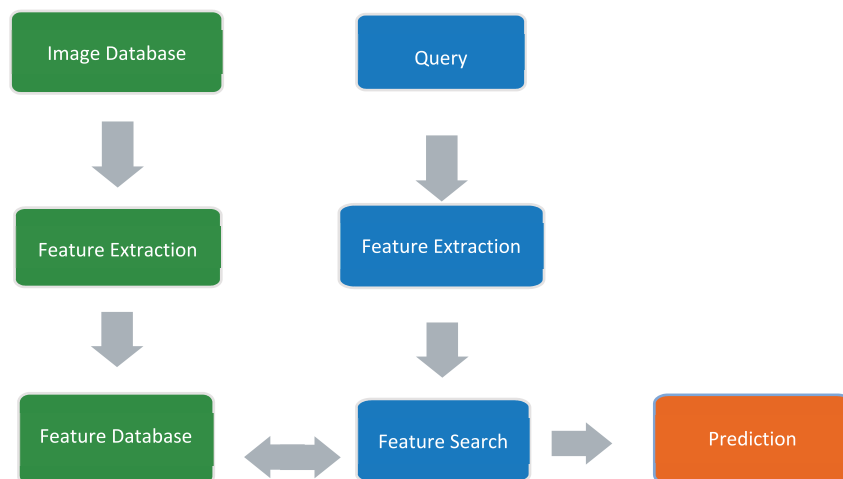 Image Database
Query
Feature Extraction
Feature Extraction
Feature Database
Feature Search
Prediction